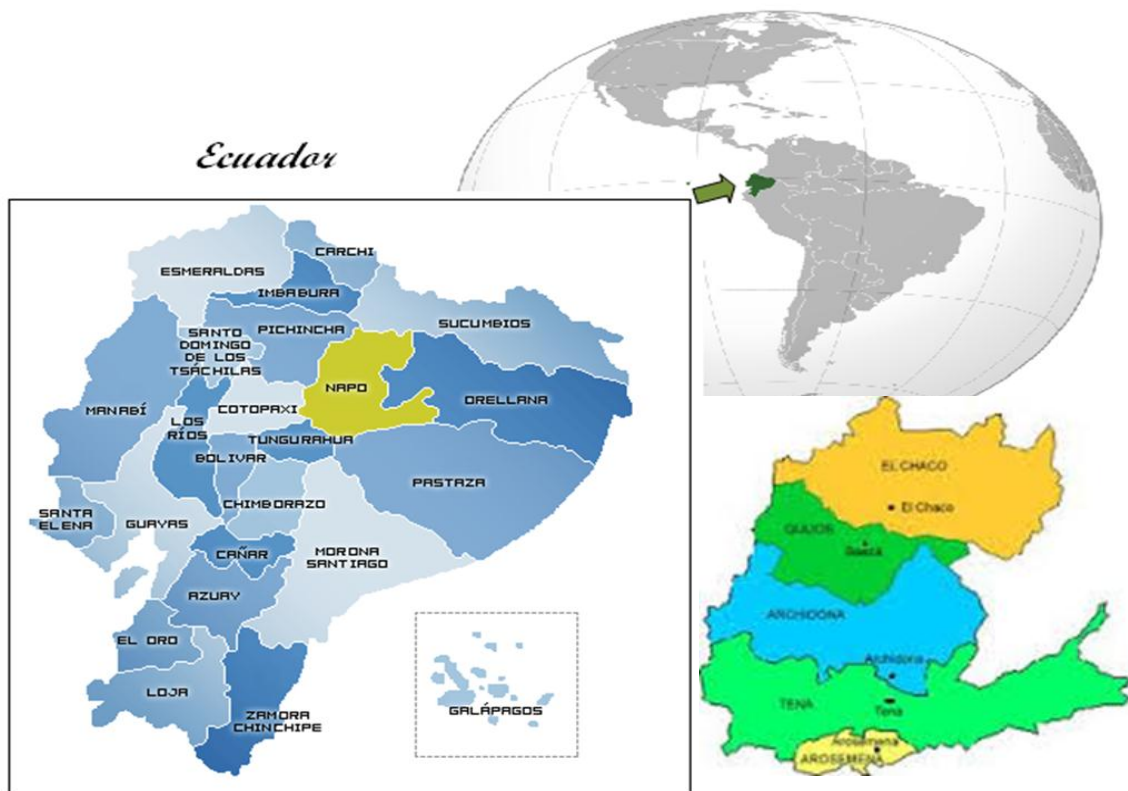 Ecuador
CARCHI
ESMERALDAS
IMBABURA
SUCUMBIOS
PICHINCHA
SANTO
DOMINGO
DE LOS
TSÁCHILAS
NAPO
ORELLANA
MANABÍ
COTOPAXI
LOS
RÍOS
TUNGURAHUA
BOLIVAR
PASTAZA
CHIMBORAZO
SANTA
ELENA
GUAYAS
CAÑAR
MORONA
SANTIAGO
AZUAY
EL ORO
LOJA
ZAMORA
CHINCHIPE
GALÁPAGOS
EL CHACO
El Chaco
QUIJOS
Baeza
ARCHIDONA
Archidona
TENA
Tena
Arosemena
AROSEMENA